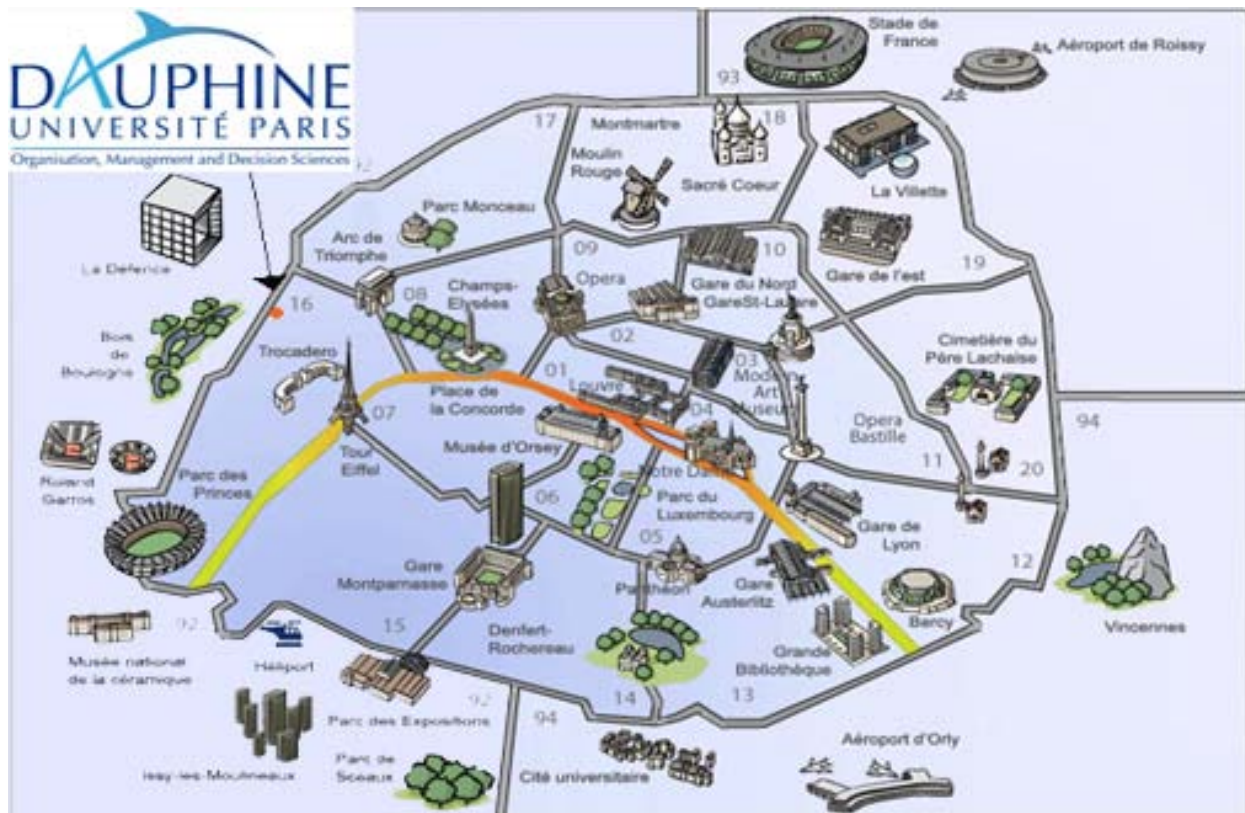 DAUPHINE
UNIVERSITÉ PARIS
Organisation, Management and Decision Sciences
Stade de
France
Aéroport de Roissy
93
92
17
Montmartre
18
Moulin
Rouge
Sacré Coeur
La Villette
Parc Monceau
Arc de
Triomphe
La Défence
09
Opera
10
Gare du Nord
GareSt-Lazare
Gare de l'est
19
16
08
Champs-
Elysées
Bois
de
Boulogne
Trocadero
02
03
Modern
Art
Museum
Cimetière du
Père Lachaise
01
Louvre
Place de
la Concorde
04
07
Tour
Eiffel
Musée d'Orsey
Notre Dame
Opera
Bastille
94
11
20
Roland
Garros
Parc des
Princes
06
Parc du
Luxembourg
Gare de
Lyon
05
Panthéon
Gare
Austerlitz
12
Gare
Montparnasse
Denfert-
Rochereau
Bercy
Vincennes
Grande
Bibliothèque
92
15
Musée national
de la céramique
Héliport
13
14
92
94
Parc des Expositions
Issy-les-Moulineaux
Parc de
Sceaux
Cité universitaire
Aéroport d'Orly